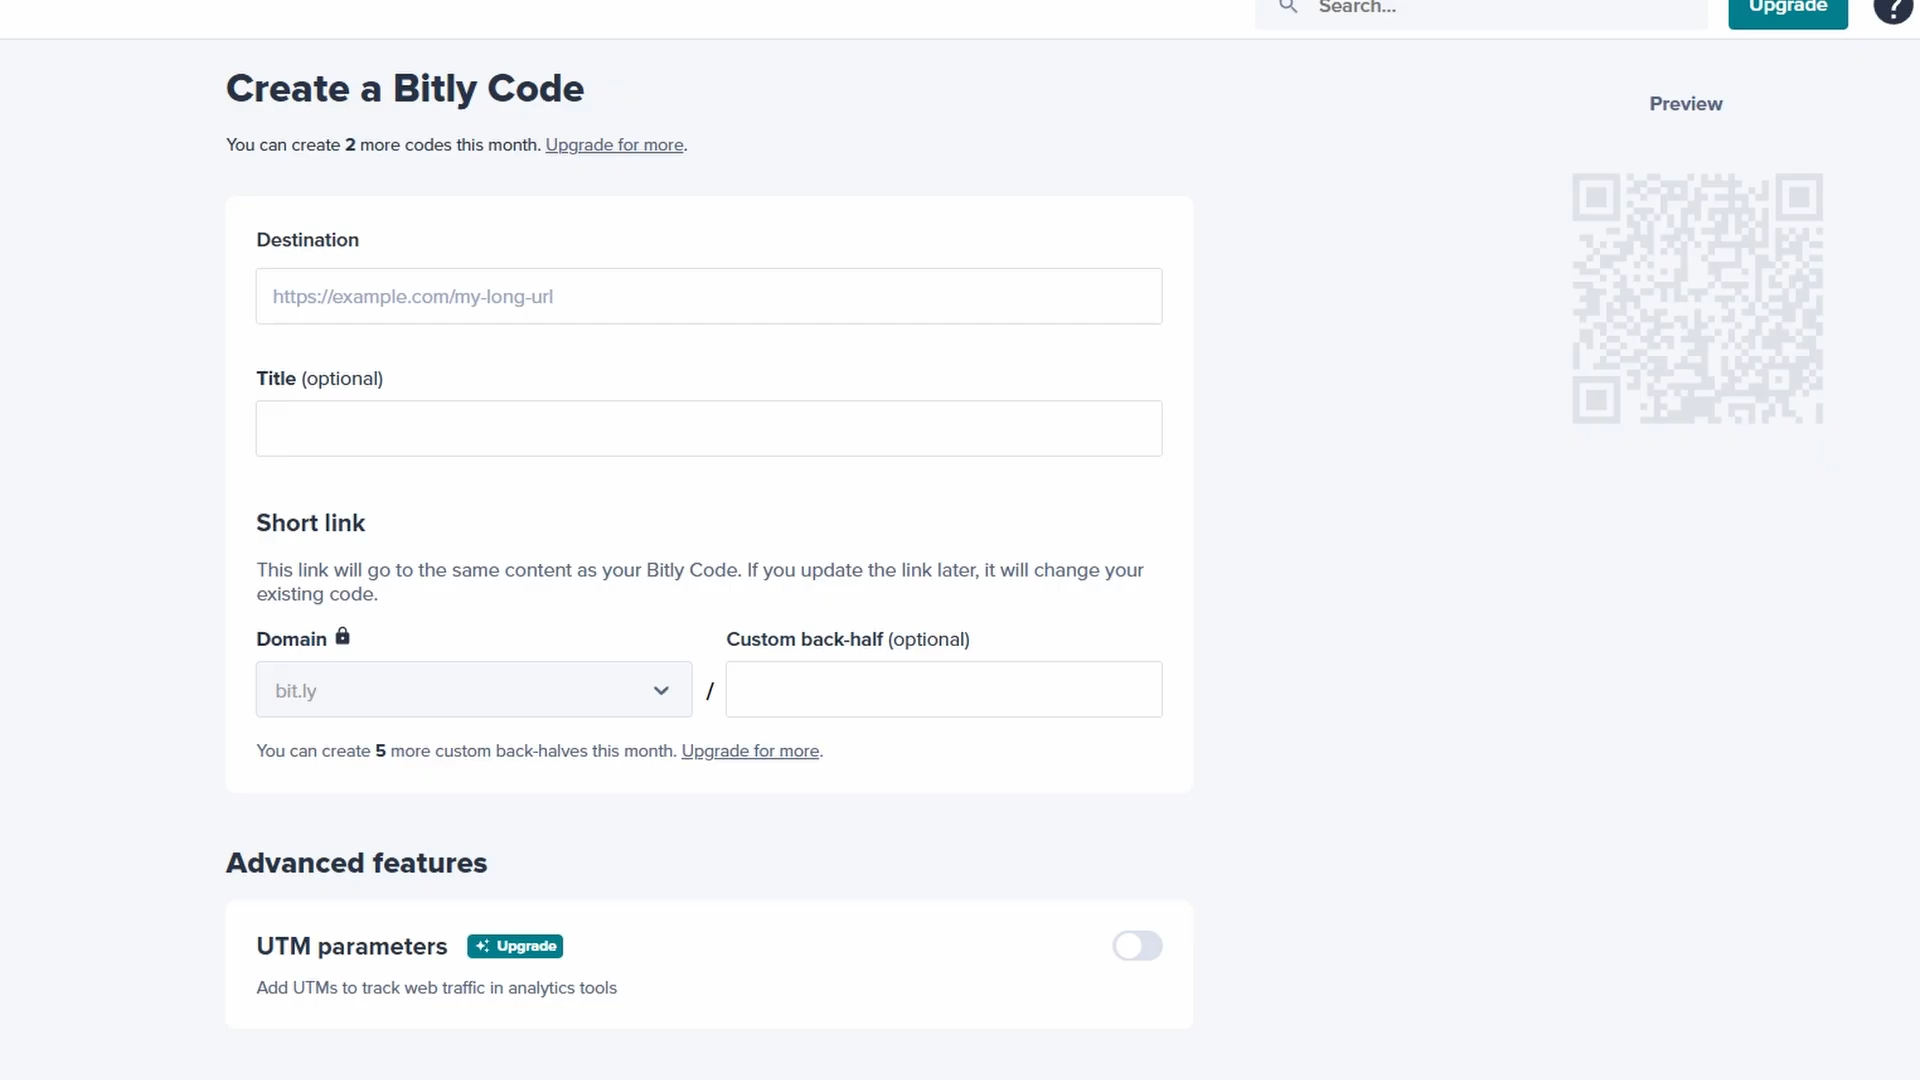 Search...
Upgrade
?
Create a Bitly Code
Preview
You can create 2 more codes this month. Upgrade for more.
Destination
https://example.com/my-long-url
Title (optional)
Short link
This link will go to the same content as your Bitly Code. If you update the link later, it will change your
existing code.
Domain
Custom back-half (optional)
bit.ly
/
You can create 5 more custom back-halves this month. Upgrade for more.
Advanced features
UTM parameters
Upgrade
Add UTMs to track web traffic in analytics tools